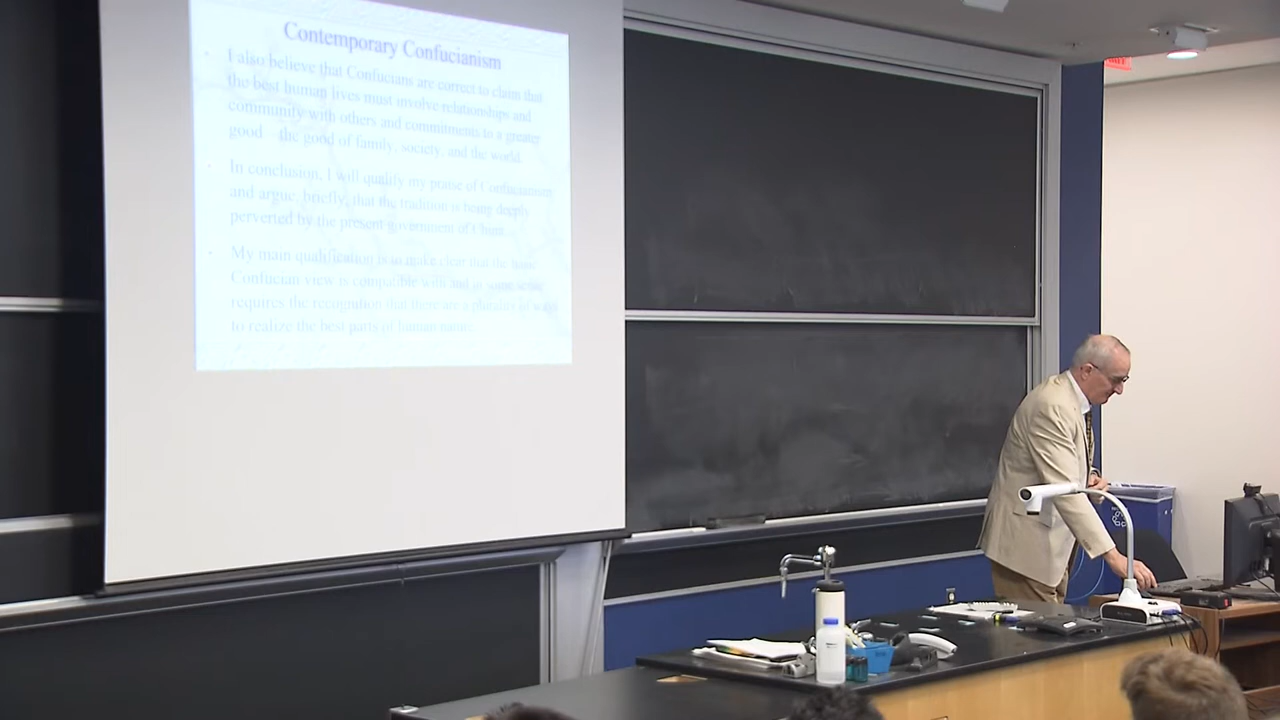 Contemporary Confucianism
I also believe that Confucians are correct to claim that
the best human lives must involve relationships and
community with others and commitments to a greater
good the good of family, society, and the world.
In conclusion, I will qualify my praise of Confucianism
and argue, briefly, that the tradition is being deeply
perverted by the present government of China.
My main qualification is to make clear that the basic
Confucian view is compatible with and in some sense
requires the recognition that there are a plurality of ways
to realize the best parts of human nature.